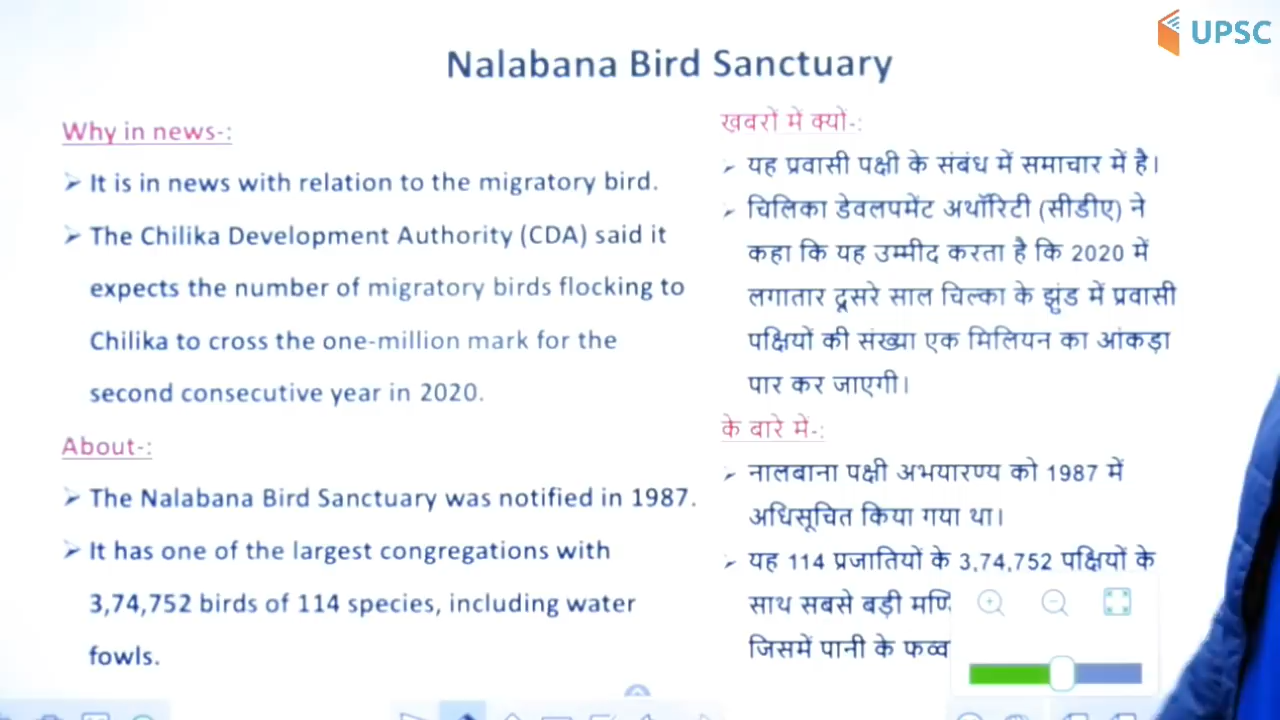 UPSC
Nalabana Bird Sanctuary
Why in news-:
➢ It is in news with relation to the migratory bird.
➢ The Chilika Development Authority (CDA) said it
expects the number of migratory birds flocking to
Chilika to cross the one-million mark for the
second consecutive year in 2020.
About-:
➢ The Nalabana Bird Sanctuary was notified in 1987.
➢ It has one of the largest congregations with
3,74,752 birds of 114 species, including water
fowls.
खबरों में क्यों-:
➢ यह प्रवासी पक्षी के संबंध में समाचार में है।
➢ चिलिका डेवलपमेंट अथॉरिटी (सीडीए) ने
कहा कि यह उम्मीद करता है कि 2020 में
लगातार दूसरे साल चिल्का के झुंड में प्रवासी
पक्षियों की संख्या एक मिलियन का आंकड़ा
पार कर जाएगी।
के बारे में-:
➢ नालबाना पक्षी अभयारण्य को 1987 में
अधिसूचित किया गया था।
➢ यह 114 प्रजातियों के 3,74,752 पक्षियों के
साथ सबसे बड़ी
जिसमें पानी के